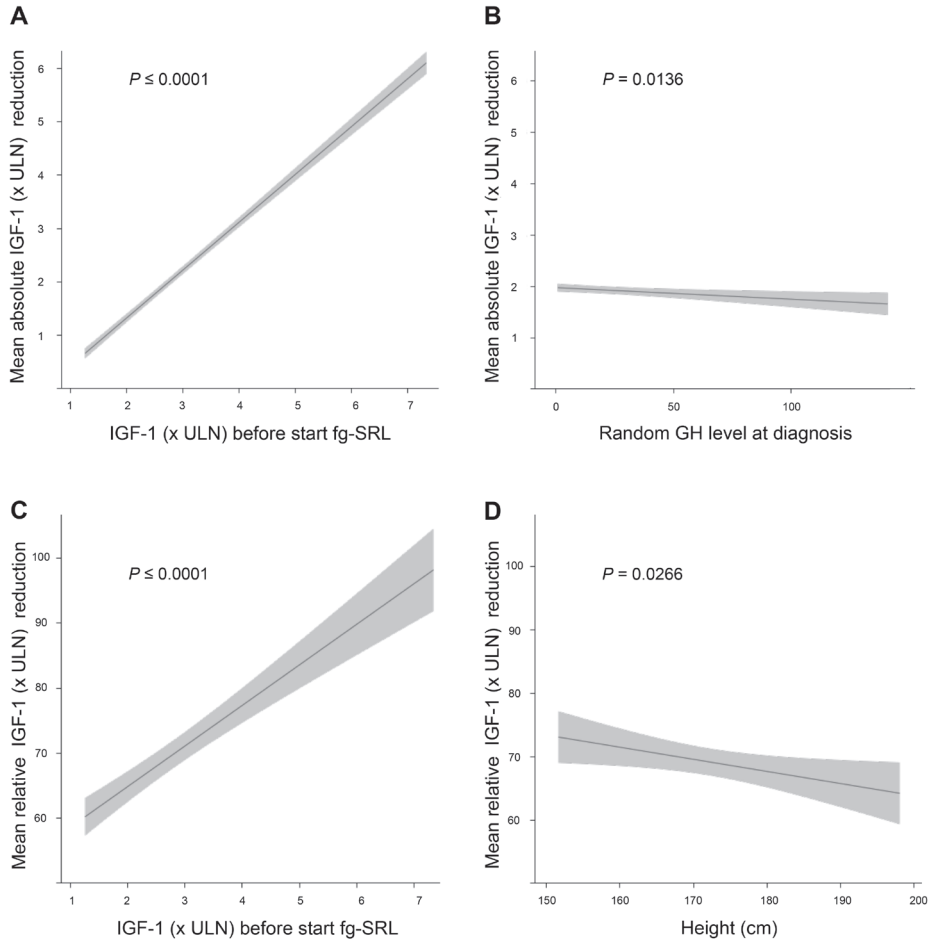 A
Mean absolute IGF-1 (x ULN) reduction
P ≤ 0.0001
6
5
4
3
2
1
1 2 3 4 5 6 7
IGF-1 (x ULN) before start fg-SRL
B
Mean absolute IGF-1 (x ULN) reduction
P = 0.0136
6
5
4
3
2
1
0 50 100
Random GH level at diagnosis
C
Mean relative IGF-1 (x ULN) reduction
P ≤ 0.0001
100
90
80
70
60
1 2 3 4 5 6 7
IGF-1 (x ULN) before start fg-SRL
D
Mean relative IGF-1 (x ULN) reduction
P = 0.0266
100
90
80
70
60
150 160 170 180 190 200
Height (cm)